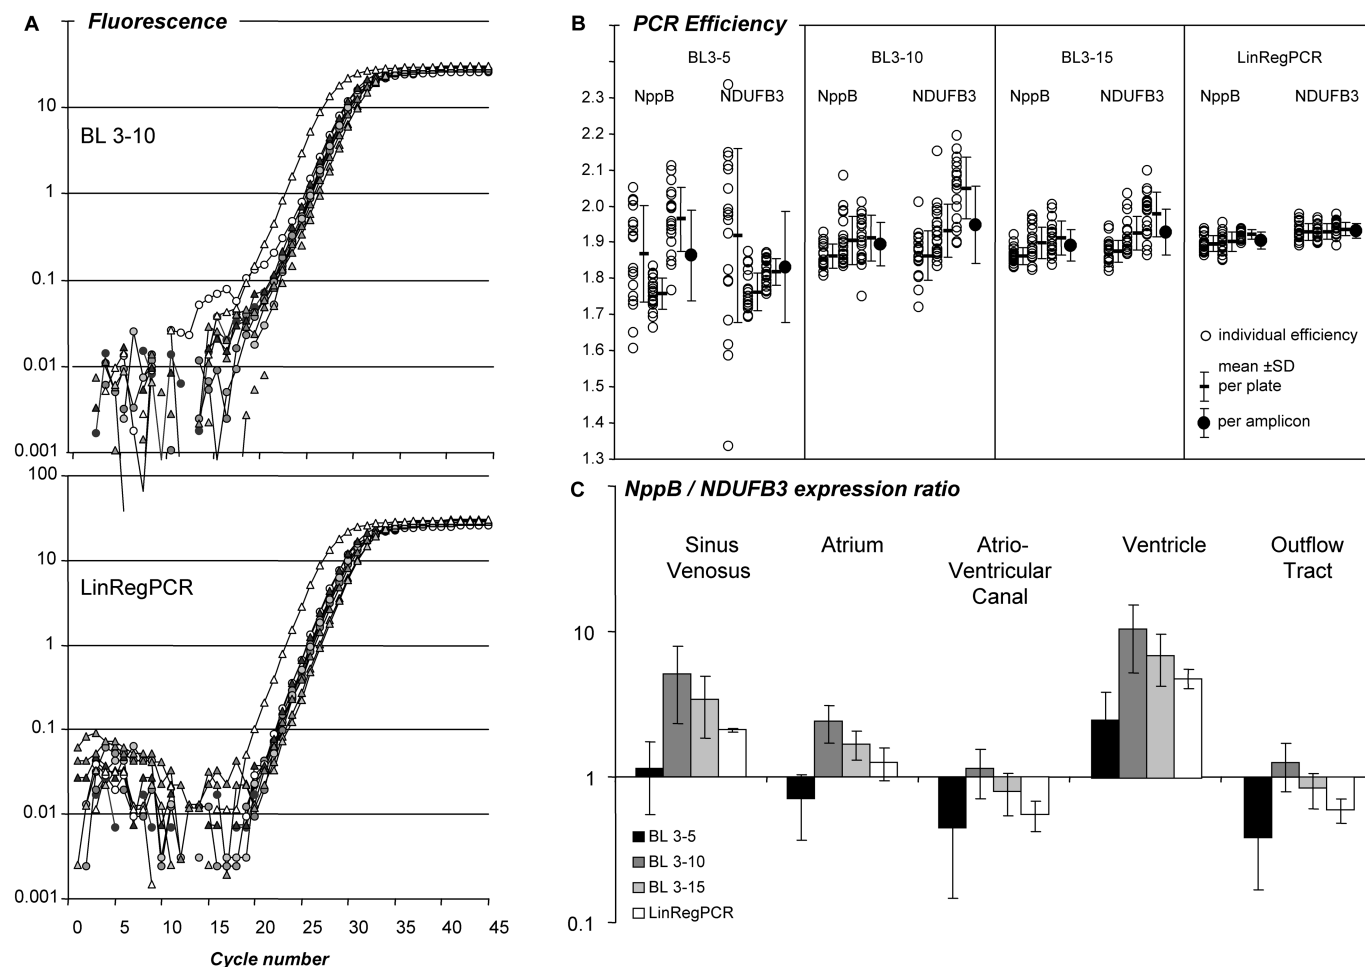 A
Fluorescence
10
BL 3-10
1
0.1
0.01
0.001
100
10
LinRegPCR
1
0.1
0.01
0.001
0 5 10 15 20 25 30 35 40 45
Cycle number
B
PCR Efficiency
BL3-5 BL3-10 BL3-15 LinRegPCR
NppB NDUFB3 NppB NDUFB3 NppB NDUFB3 NppB NDUFB3
2.3
2.2
2.1
2.0
1.9
1.8
1.7
1.6
1.5
1.4
1.3
individual efficiency
mean ±SD
per plate
per amplicon
C
NppB / NDUFB3 expression ratio
Sinus
Venosus
Atrium
Atrio-
Ventricular
Canal
Ventricle
Outflow
Tract
10
1
0.1
BL 3-5
BL 3-10
BL 3-15
LinRegPCR